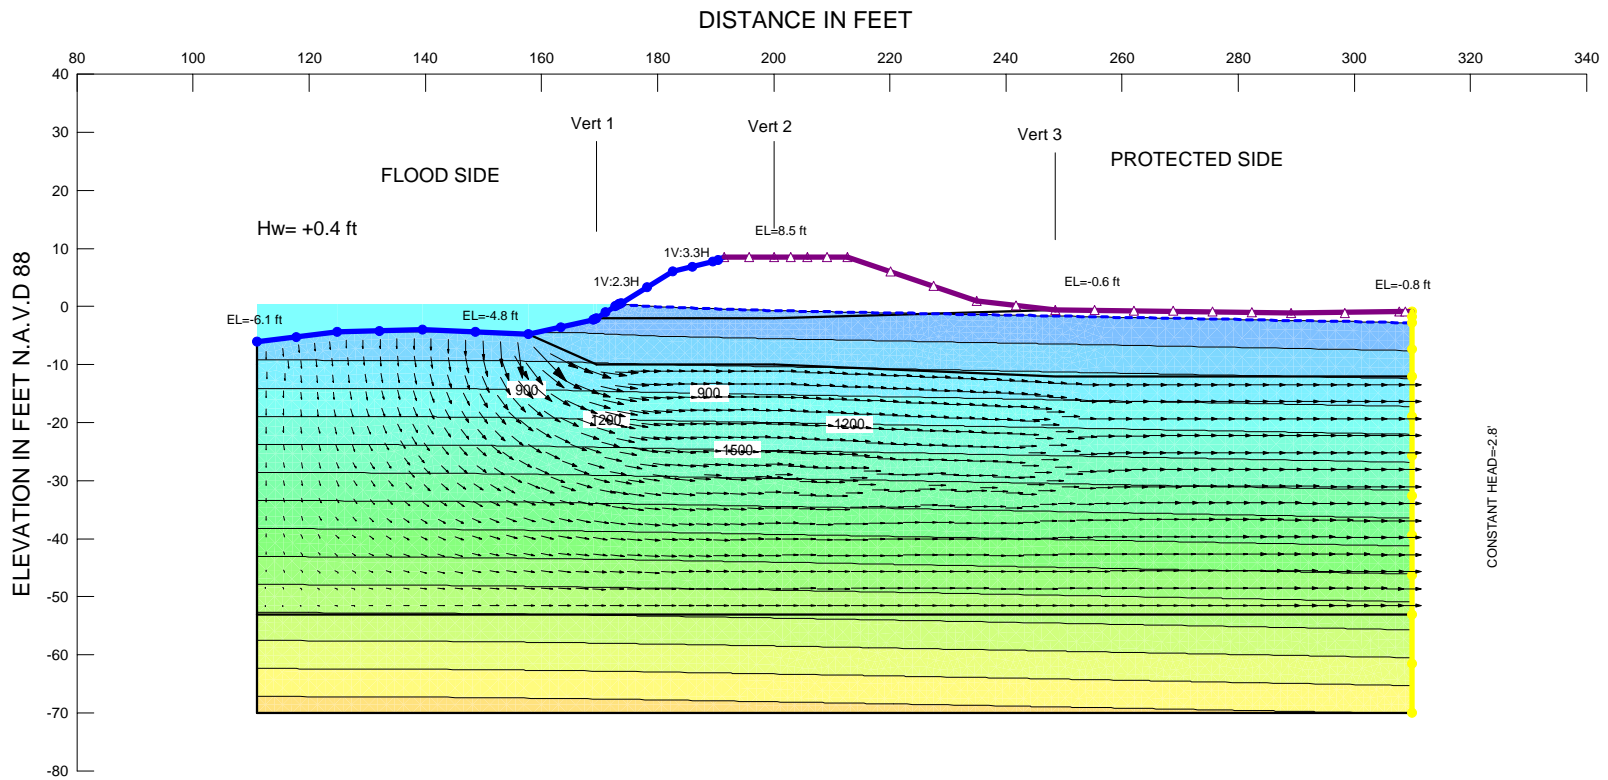 DISTANCE IN FEET
80 100 120 140 160 180 200 220 240 260 280 300 320 340
40
30
20
10
0
-10
-20
-30
-40
-50
-60
-70
-80
ELEVATION IN FEET N.A.V.D 88
Vert 1
Vert 2
Vert 3
FLOOD SIDE
PROTECTED SIDE
Hw= +0.4 ft
EL=8.5 ft
1V:3.3H
1V:2.3H
EL=-0.6 ft
EL=-0.8 ft
EL=-6.1 ft
EL=-4.8 ft
900
900
1200
1200
1500
CONSTANT HEAD=-2.8'